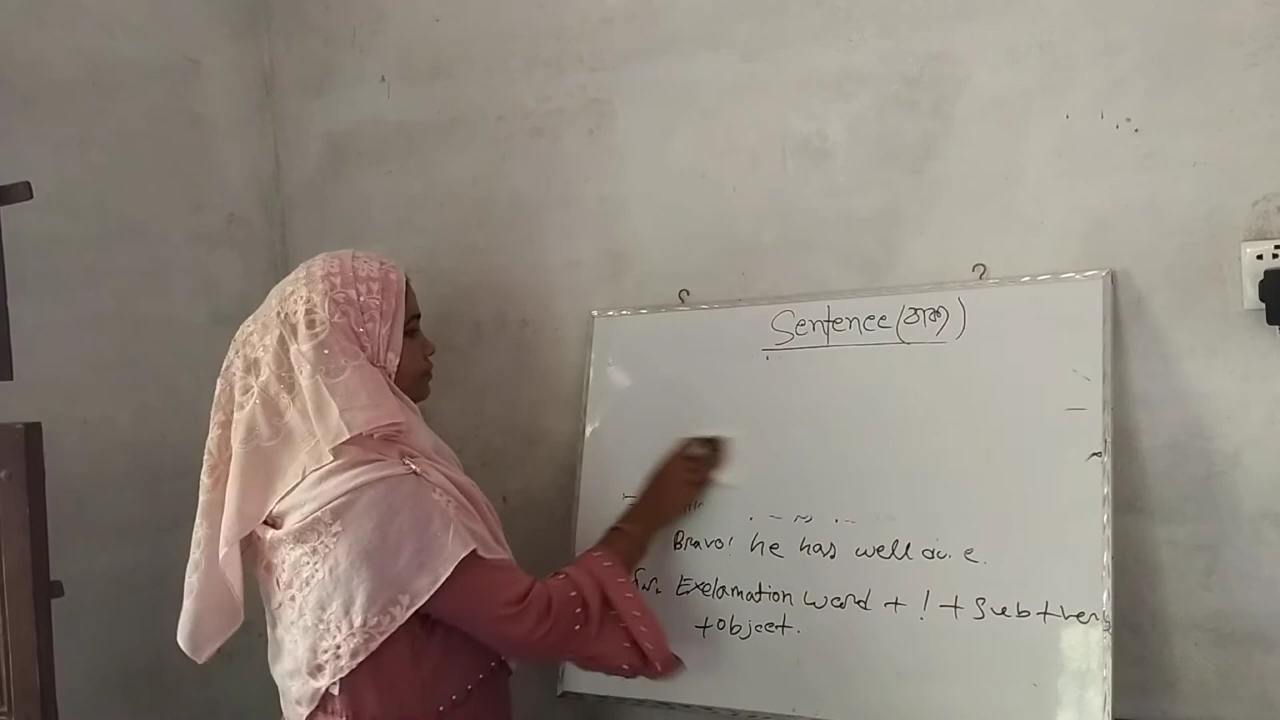 Sentence (বাক্য)
Bravo! he has well done.
Exelamation word + ! + Sub + verb
+ object.